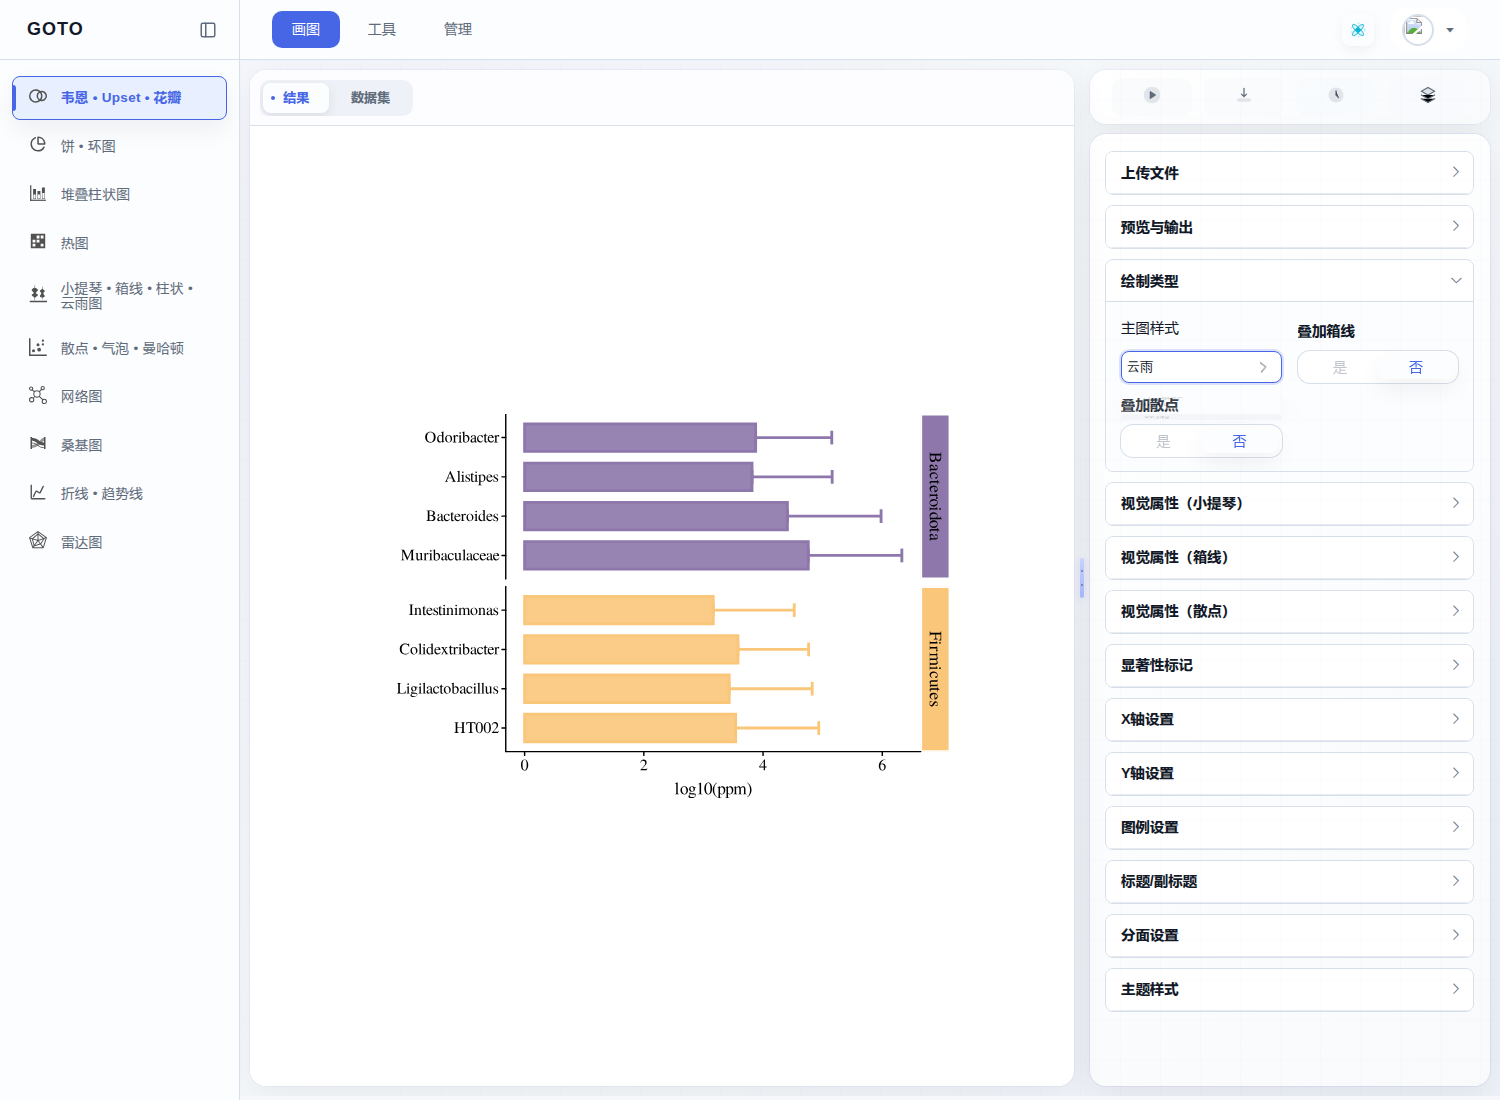 GOTO
画图
工具
管理
韦恩 • Upset • 花瓣
饼 • 环图
堆叠柱状图
热图
小提琴 • 箱线 • 柱状 •
云雨图
散点 • 气泡 • 曼哈顿
网络图
桑基图
折线 • 趋势线
雷达图
• 结果
数据集
Odoribacter
Alistipes
Bacteroides
Muribaculaceae
Bacteroidota
Intestinimonas
Colidextribacter
Ligilactobacillus
HT002
Firmicutes
0 2 4 6
log10(ppm)
上传文件
预览与输出
绘制类型
主图样式
叠加箱线
云雨
是 否
叠加散点
是 否
视觉属性（小提琴）
视觉属性（箱线）
视觉属性（散点）
显著性标记
X轴设置
Y轴设置
图例设置
标题/副标题
分面设置
主题样式